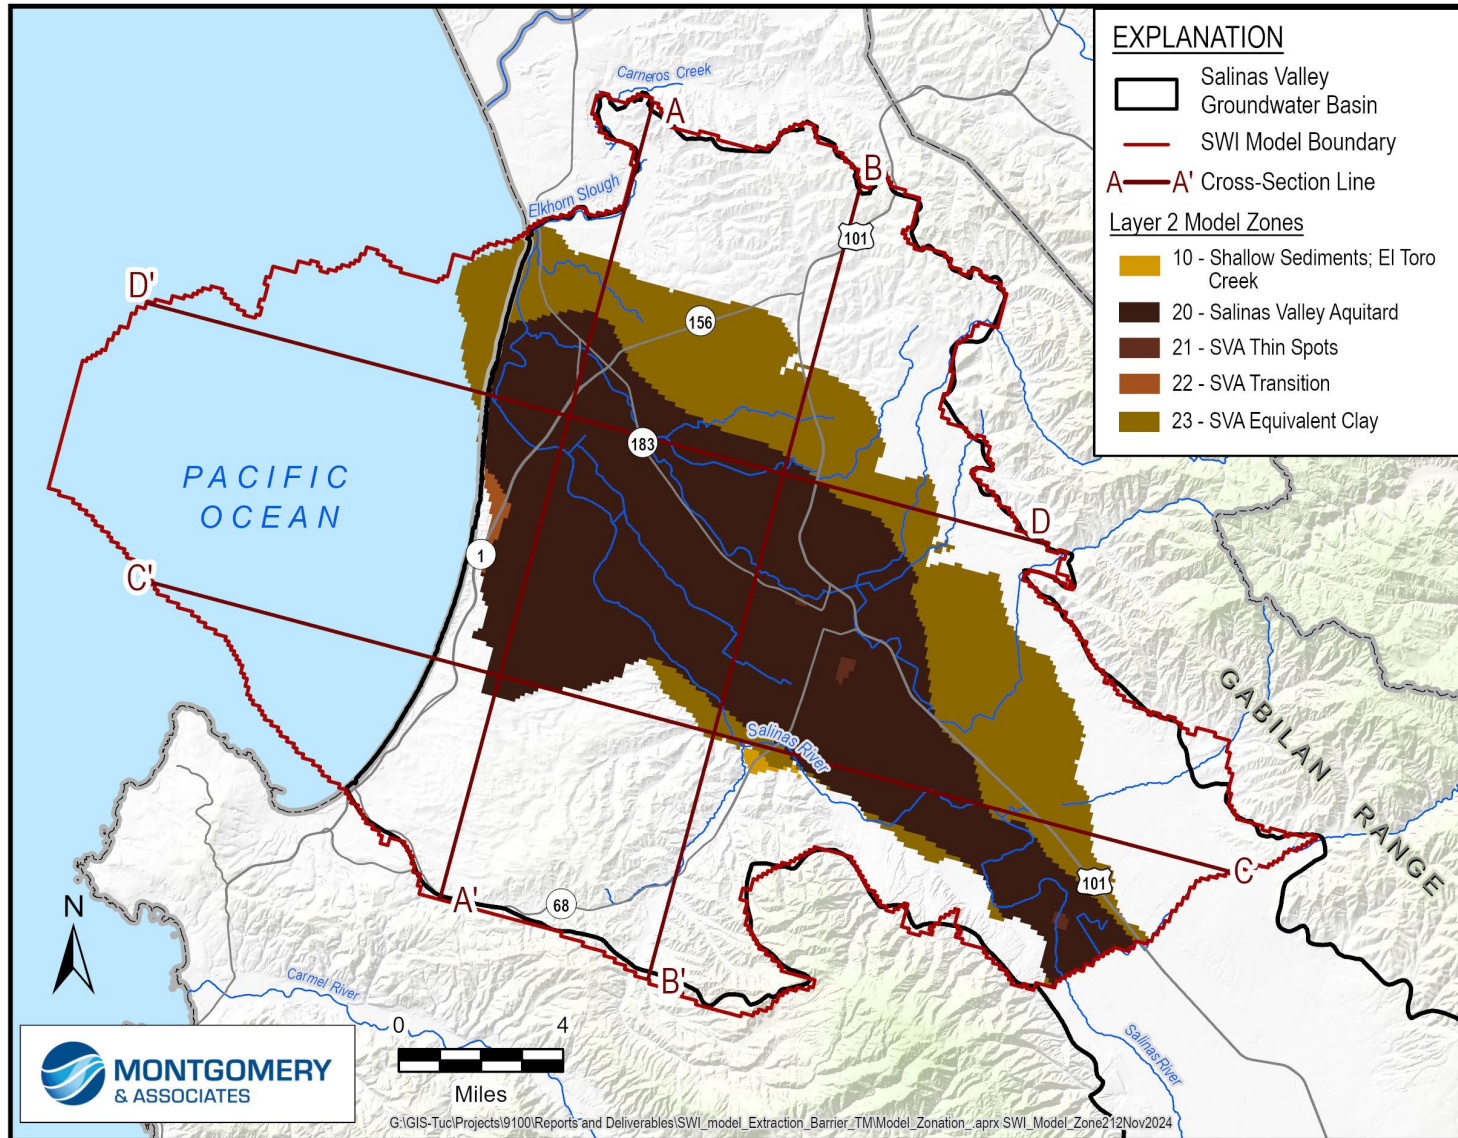 EXPLANATION
Salinas Valley
Groundwater Basin
SWI Model Boundary
A A' Cross-Section Line
Layer 2 Model Zones
10 - Shallow Sediments; El Toro
Creek
20 - Salinas Valley Aquitard
21 - SVA Thin Spots
22 - SVA Transition
23 - SVA Equivalent Clay
Carneros Creek
A
B
Elkhorn Slough
101
D'
156
183
PACIFIC
OCEAN
D
1
C'
GABILAN
RANGE
Salinas River
C
101
A'
68
B'
N
Carmel River
0 4
Miles
Salinas River
MONTGOMERY
& ASSOCIATES
G:\GIS-Tuc\Projects\9100\Reports and Deliverables\SWI_model_Extraction_Barrier_TM\Model_Zonation_.aprx SWI_Model_Zone212Nov2024